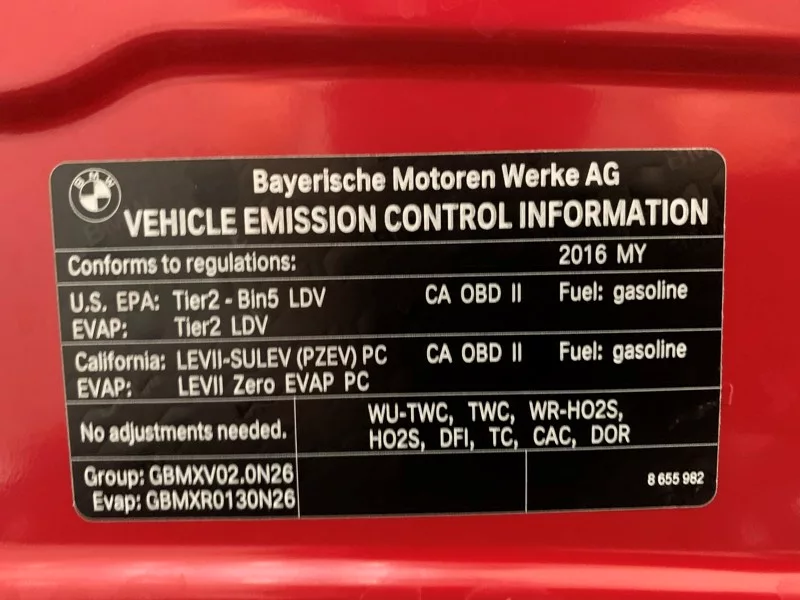 BMW
Bayerische Motoren Werke AG
VEHICLE EMISSION CONTROL INFORMATION
Conforms to regulations: 2016 MY
U.S. EPA: Tier2 - Bin5 LDV CA OBD II Fuel: gasoline
EVAP: Tier2 LDV
California: LEVII-SULEV (PZEV) PC CA OBD II Fuel: gasoline
EVAP: LEVII Zero EVAP PC
No adjustments needed.
WU-TWC, TWC, WR-HO2S,
HO2S, DFI, TC, CAC, DOR
Group: GBMXV02.0N26
Evap: GBMXR0130N26
8 655 982